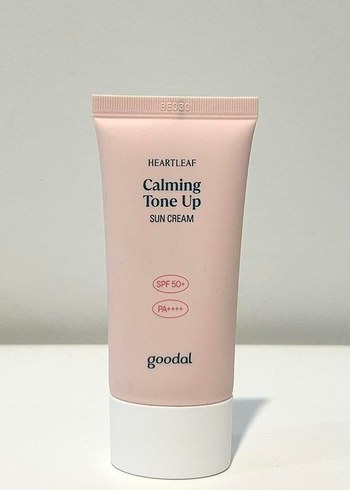 HEARTLEAF
Calming
Tone Up
SUN CREAM
SPF 50+
PA++++
goodal